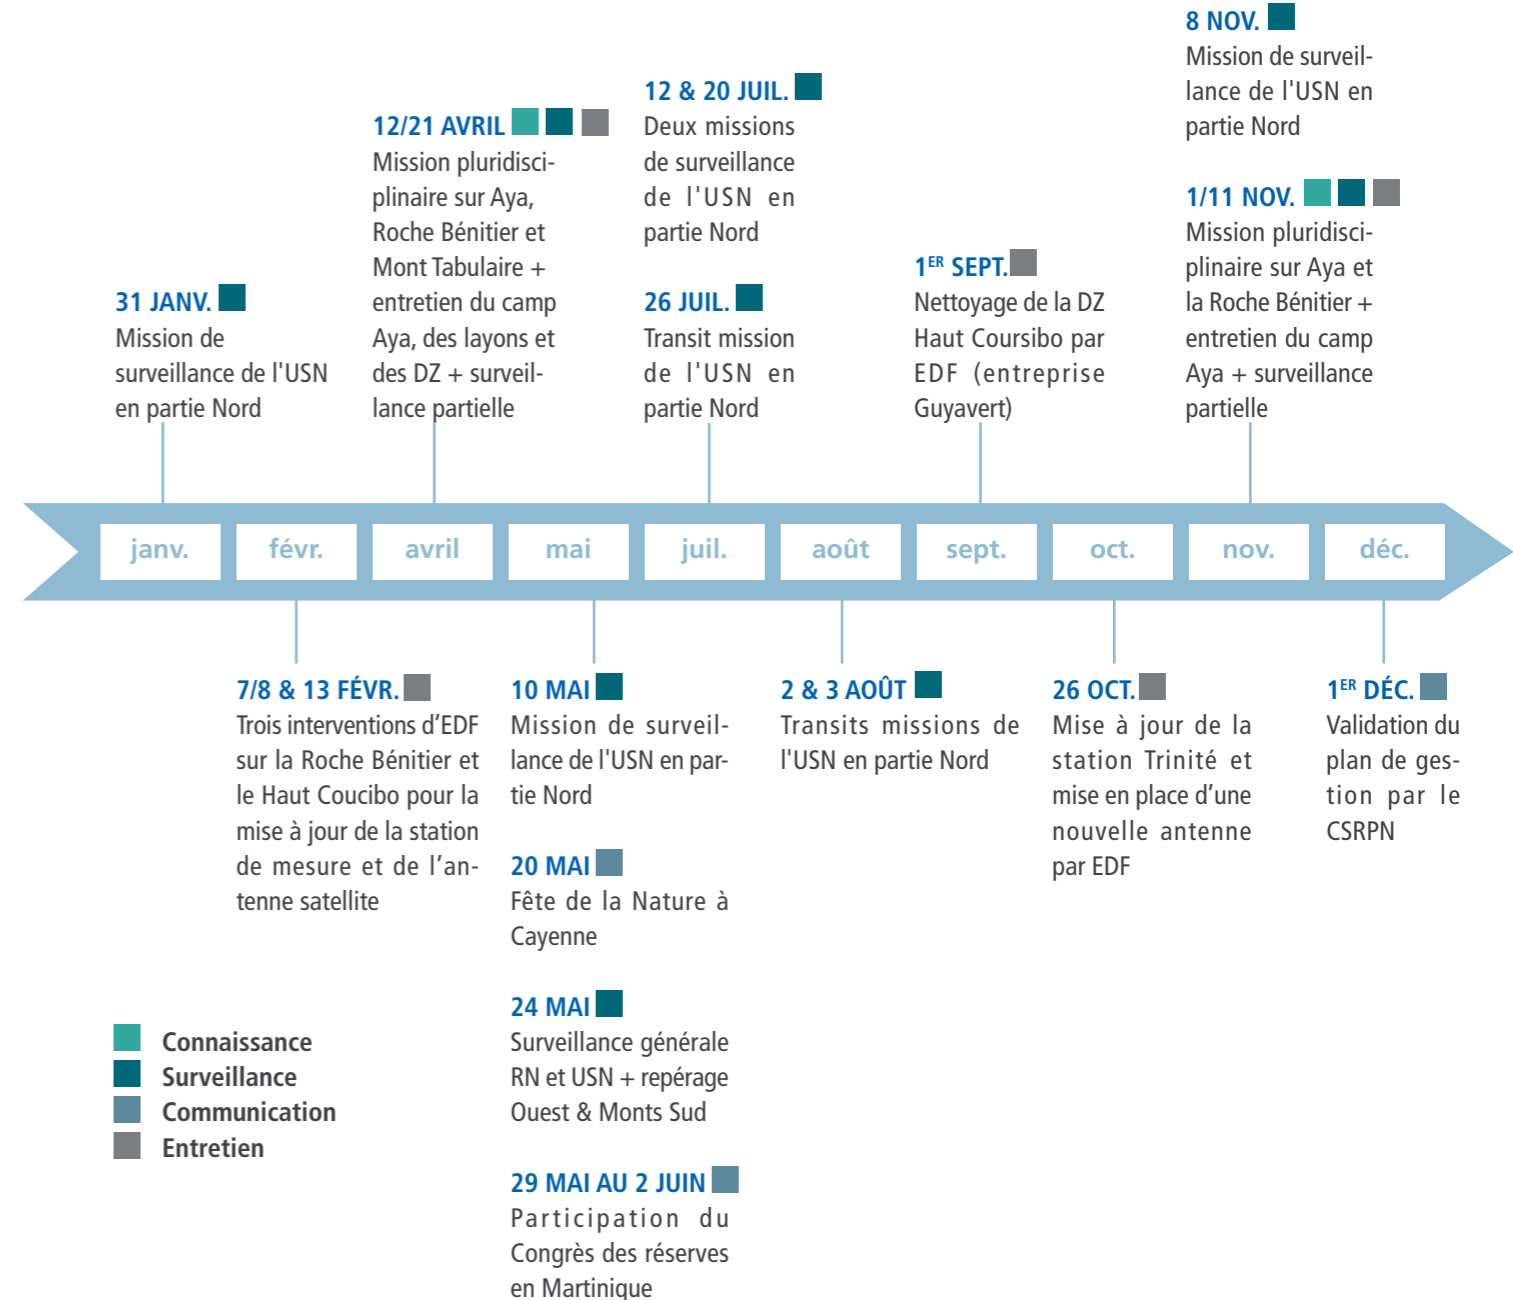 8 NOV.
Mission de surveil-
lance de l'USN en
partie Nord
1/11 NOV.
Mission pluridisci-
plinaire sur Aya et
la Roche Bénitier +
entretien du camp
Aya + surveillance
partielle
12 & 20 JUIL.
Deux missions
de surveillance
de l'USN en
partie Nord
26 JUIL.
Transit mission
de l'USN en
partie Nord
12/21 AVRIL
Mission pluridisci-
plinaire sur Aya,
Roche Bénitier et
Mont Tabulaire +
entretien du camp
Aya, des layons et
des DZ + surveil-
lance partielle
1ER SEPT.
Nettoyage de la DZ
Haut Coursibo par
EDF (entreprise
Guyavert)
31 JANV.
Mission de
surveillance de l'USN
en partie Nord
janv. févr. avril mai juil. août sept. oct. nov. déc.
7/8 & 13 FÉVR.
Trois interventions d’EDF
sur la Roche Bénitier et
le Haut Coucibo pour la
mise à jour de la station
de mesure et de l’an-
tenne satellite
10 MAI
Mission de surveil-
lance de l'USN en par-
tie Nord
20 MAI
Fête de la Nature à
Cayenne
24 MAI
Surveillance générale
RN et USN + repérage
Ouest & Monts Sud
29 MAI AU 2 JUIN
Participation du
Congrès des réserves
en Martinique
2 & 3 AOÛT
Transits missions de
l'USN en partie Nord
26 OCT.
Mise à jour de la
station Trinité et
mise en place d’une
nouvelle antenne
par EDF
1ER DÉC.
Validation du
plan de ges-
tion par le
CSRPN
Connaissance
Surveillance
Communication
Entretien